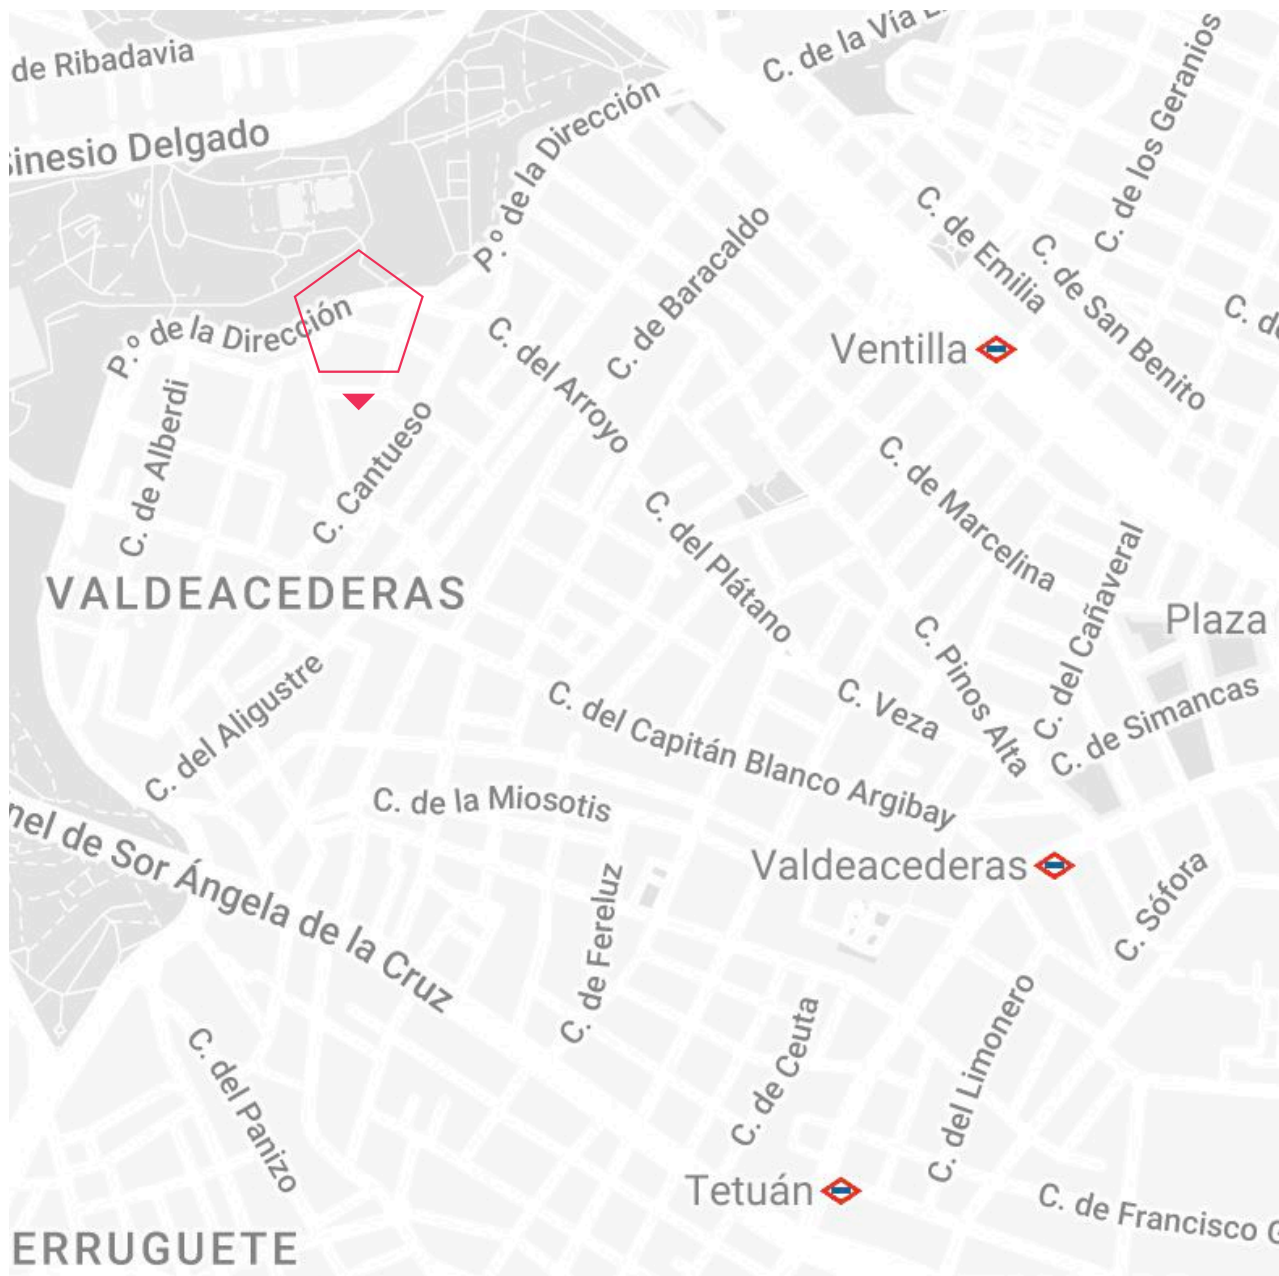 C. de la Vía
de Ribadavia
C. de los Geranios
P.º de la Dirección
Sinesio Delgado
C. de Baracaldo
C. de Emilia
C. de San Benito
C. de
P.º de la Dirección
C. del Arroyo
Ventilla
C. de Alberdi
C. Cantueso
C. de Marcelina
C. del Plátano
C. del Cañaveral
VALDEACEDERAS
Plaza
C. Pinos Alta
C. del Aligustre
C. Veza
C. de Simancas
C. del Capitán Blanco Argibay
C. de la Miosotis
nel de Sor Ángela de la Cruz
Valdeacederas
C. Sófora
C. de Fereluz
C. de Ceuta
C. del Limonero
C. del Panizo
Tetuán
C. de Francisco G
ERRUGUETE